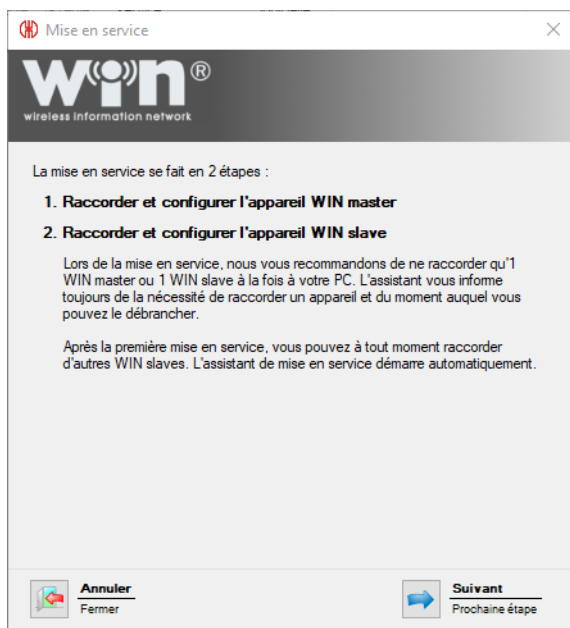 Mise en service
WIN®
wireless information network
La mise en service se fait en 2 étapes :
1. Raccorder et configurer l'appareil WIN master
2. Raccorder et configurer l'appareil WIN slave
Lors de la mise en service, nous vous recommandons de ne raccorder qu'1
WIN master ou 1 WIN slave à la fois à votre PC. L'assistant vous informe
toujours de la nécessité de raccorder un appareil et du moment auquel vous
pouvez le débrancher.
Après la première mise en service, vous pouvez à tout moment raccorder
d'autres WIN slaves. L'assistant de mise en service démarre automatiquement.
Annuler
Fermer
Suivant
Prochaine étape